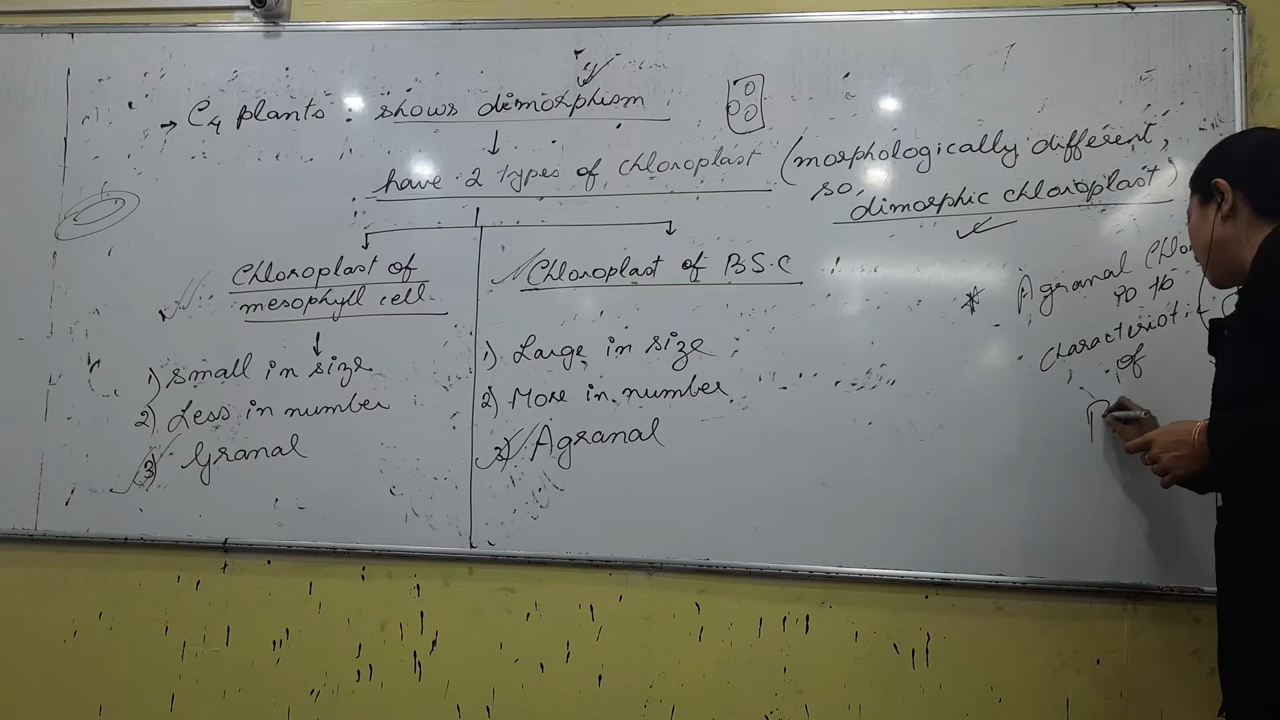 → C4 plants : shows dimorphism
↓
have 2 types of chloroplast (morphologically different,
so,
dimorphic chloroplast)
Chloroplast of
mesophyll cell
1) Small in size
2) Less in number
3) Granal
Chloroplast of B.S.C
1) Large in size
2) More in number
3) Agranal
* Agranal Chlo
characteristic
of